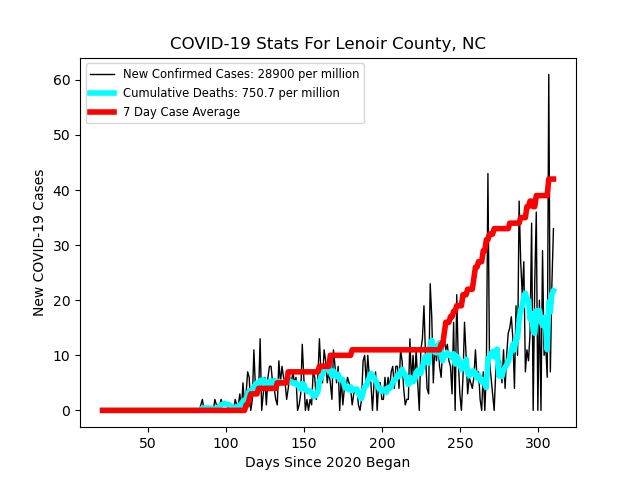 COVID-19 Stats For Lenoir County, NC
New Confirmed Cases: 28900 per million
Cumulative Deaths: 750.7 per million
7 Day Case Average
New COVID-19 Cases
60
50
40
30
20
10
0
50 100 150 200 250 300
Days Since 2020 Began